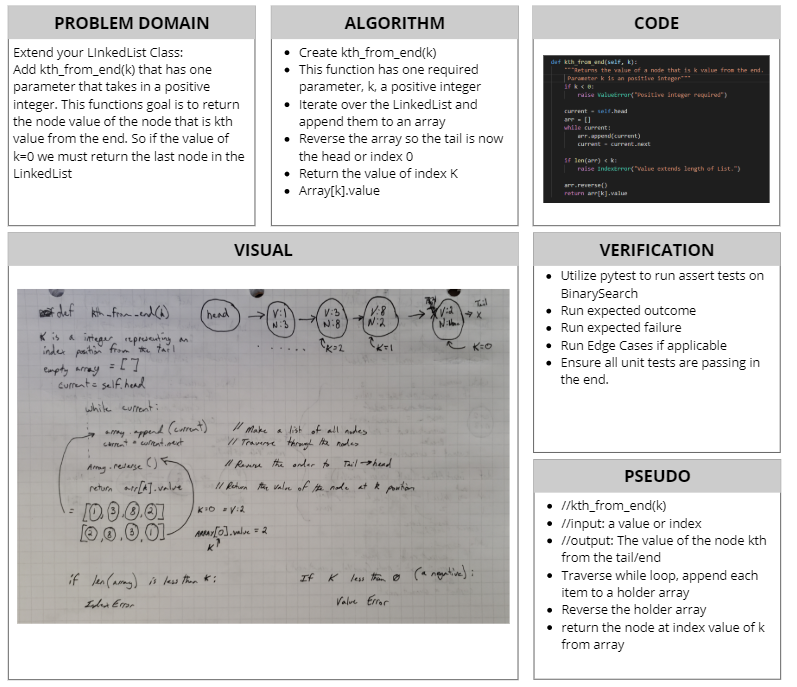 PROBLEM DOMAIN
Extend your LInkedList Class:
Add kth_from_end(k) that has one
parameter that takes in a positive
integer. This functions goal is to return
the node value of the node that is kth
value from the end. So if the value of
k=0 we must return the last node in the
LinkedList
ALGORITHM
Create kth_from_end(k)
This function has one required
parameter, k, a positive integer
Iterate over the LinkedList and
append them to an array
Reverse the array so the tail is now
the head or index 0
Return the value of index K
Array[k].value
CODE
def kth_from_end(self, k):
"""Returns the value of a node that is k value from the end.
Parameter k is an positive integer"""
if k < 0:
raise ValueError("Positive integer required")
current = self.head
arr = []
while current:
arr.append(current)
current = current.next
if len(arr) < k:
raise IndexError("Value extends length of List.")
arr.reverse()
return arr[k].value
VISUAL
def kth_from_end(k)
head
V:1
N:3
V:3
N:8
V:8
N:2
V:2
Tail
X
K=2
K=1
K=0
K is a integer representing an
index position from the tail
empty array = []
current = self.head
while current:
array.append(current) // Make a list of all nodes
current = current.next // Traverse through the nodes
Array.reverse() // Reverse the order to Tail → head
return arr[k].value // Return the value of the node at k position
= [1, 3, 8, 2] K=0 = V:2
[2, 8, 3, 1] ARRAY[0].value = 2
K
if len(array) is less than k:
Index Error
If K less than 0 (a negative):
Value Error
VERIFICATION
Utilize pytest to run assert tests on
BinarySearch
Run expected outcome
Run expected failure
Run Edge Cases if applicable
Ensure all unit tests are passing in
the end.
PSEUDO
//kth_from_end(k)
//input: a value or index
//output: The value of the node kth
from the tail/end
Traverse while loop, append each
item to a holder array
Reverse the holder array
return the node at index value of k
from array